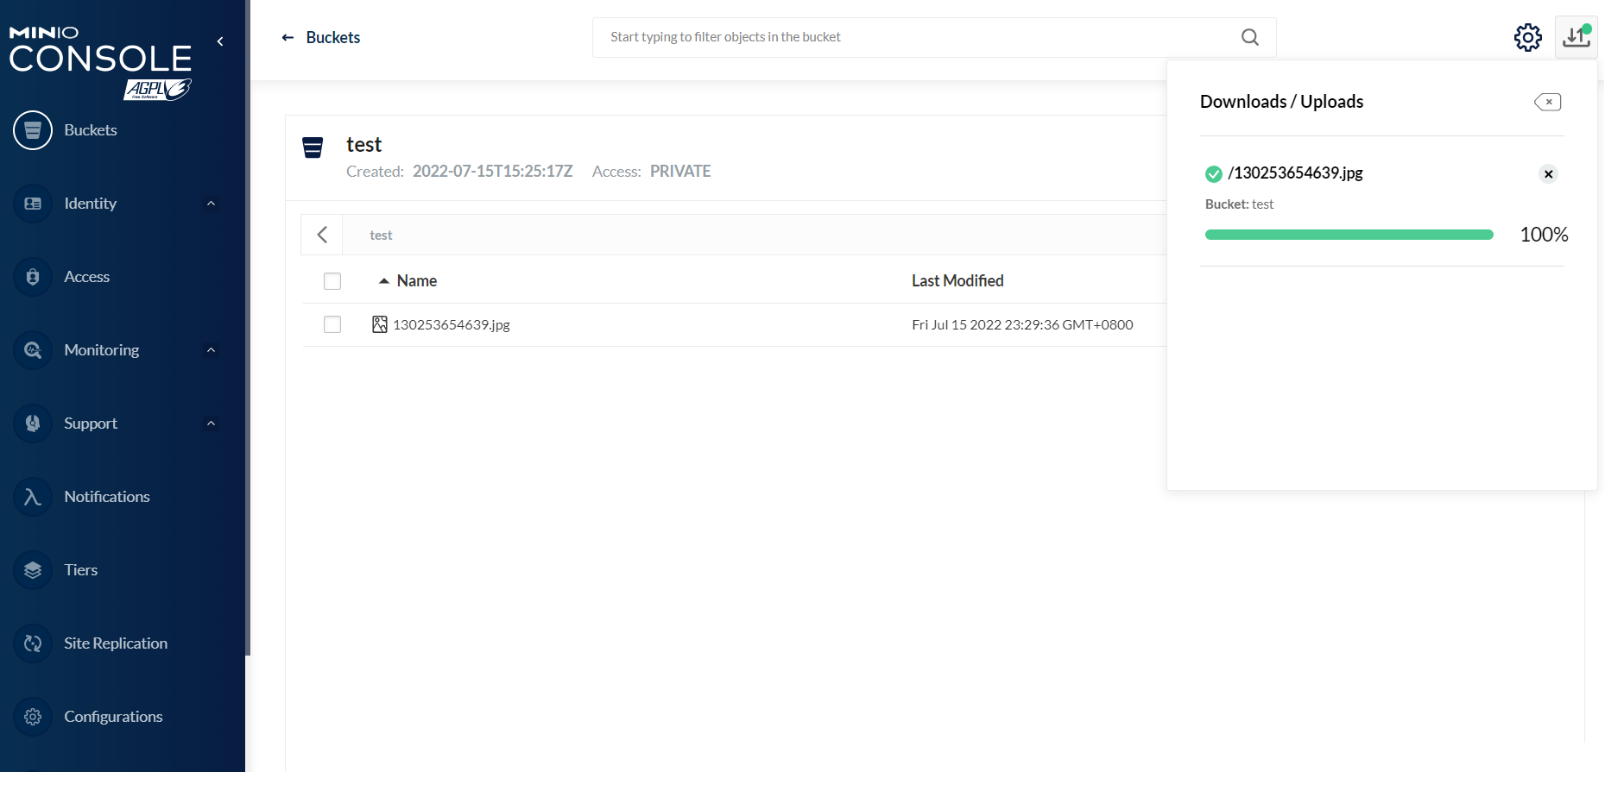 MINIO
CONSOLE
AGPL V3
Free Software
Buckets
Identity
Access
Monitoring
Support
Notifications
Tiers
Site Replication
Configurations
← Buckets
Start typing to filter objects in the bucket
test
Created: 2022-07-15T15:25:17Z Access: PRIVATE
test
Name Last Modified
130253654639.jpg Fri Jul 15 2022 23:29:36 GMT+0800
Downloads / Uploads
/130253654639.jpg
Bucket: test
100%